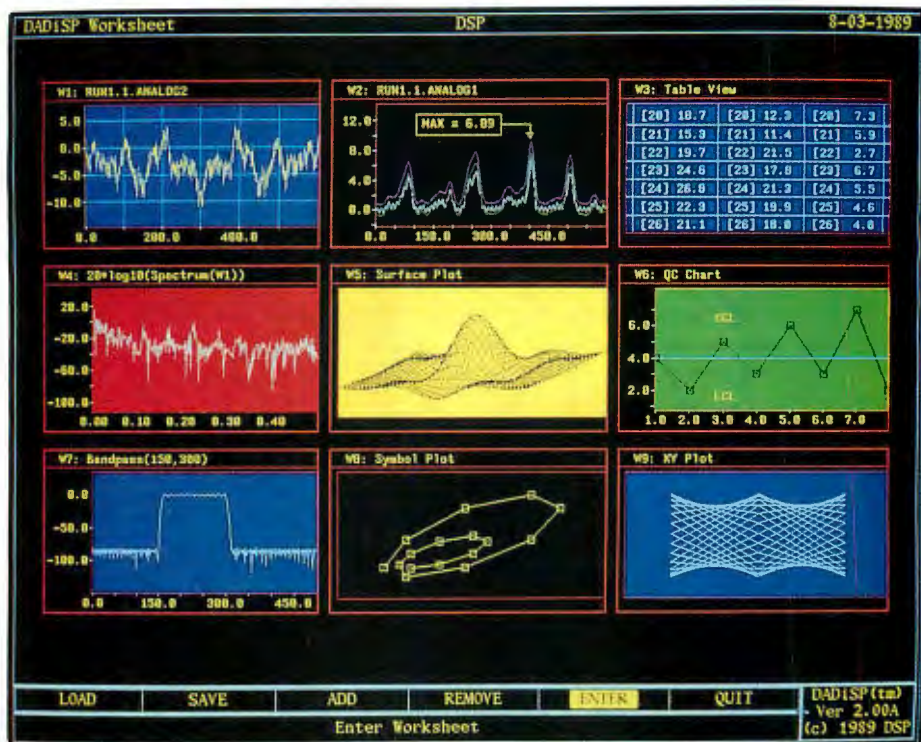 DADiSP Worksheet DSP 8-03-1989
W1: RUN1.1.ANALOG2
5.0
0.0
-5.0
-10.0
0.0 200.0 400.0
W2: RUN1.1.ANALOG1
MAX = 6.89
12.0
8.0
4.0
0.0
0.0 150.0 300.0 450.0
W3: Table View
[20] 18.7 [20] 12.3 [20] 7.3
[21] 15.3 [21] 11.4 [21] 5.9
[22] 19.7 [22] 21.5 [22] 2.7
[23] 24.6 [23] 17.8 [23] 6.7
[24] 26.8 [24] 21.3 [24] 5.5
[25] 22.3 [25] 19.9 [25] 4.6
[26] 21.1 [26] 18.0 [26] 4.0
W4: 20*log10(Spectrum(W1))
20.0
-20.0
-60.0
-100.0
0.00 0.10 0.20 0.30 0.40
W5: Surface Plot
W6: QC Chart
UCL
6.0
4.0
2.0
LCL
1.0 2.0 3.0 4.0 5.0 6.0 7.0
W7: Bandpass(150,300)
0.0
-50.0
-100.0
0.0 150.0 300.0 450.0
W8: Symbol Plot
W9: XY Plot
LOAD SAVE ADD REMOVE ENTER QUIT
Enter Worksheet
DADiSP(tm)
- Ver 2.00A
(c) 1989 DSP